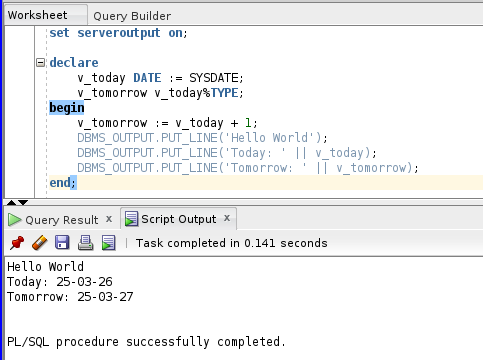 Worksheet Query Builder
set serveroutput on;
declare
v_today DATE := SYSDATE;
v_tomorrow v_today%TYPE;
begin
v_tomorrow := v_today + 1;
DBMS_OUTPUT.PUT_LINE('Hello World');
DBMS_OUTPUT.PUT_LINE('Today: ' || v_today);
DBMS_OUTPUT.PUT_LINE('Tomorrow: ' || v_tomorrow);
end;
Query Result x Script Output x
Task completed in 0.141 seconds
Hello World
Today: 25-03-26
Tomorrow: 25-03-27
PL/SQL procedure successfully completed.